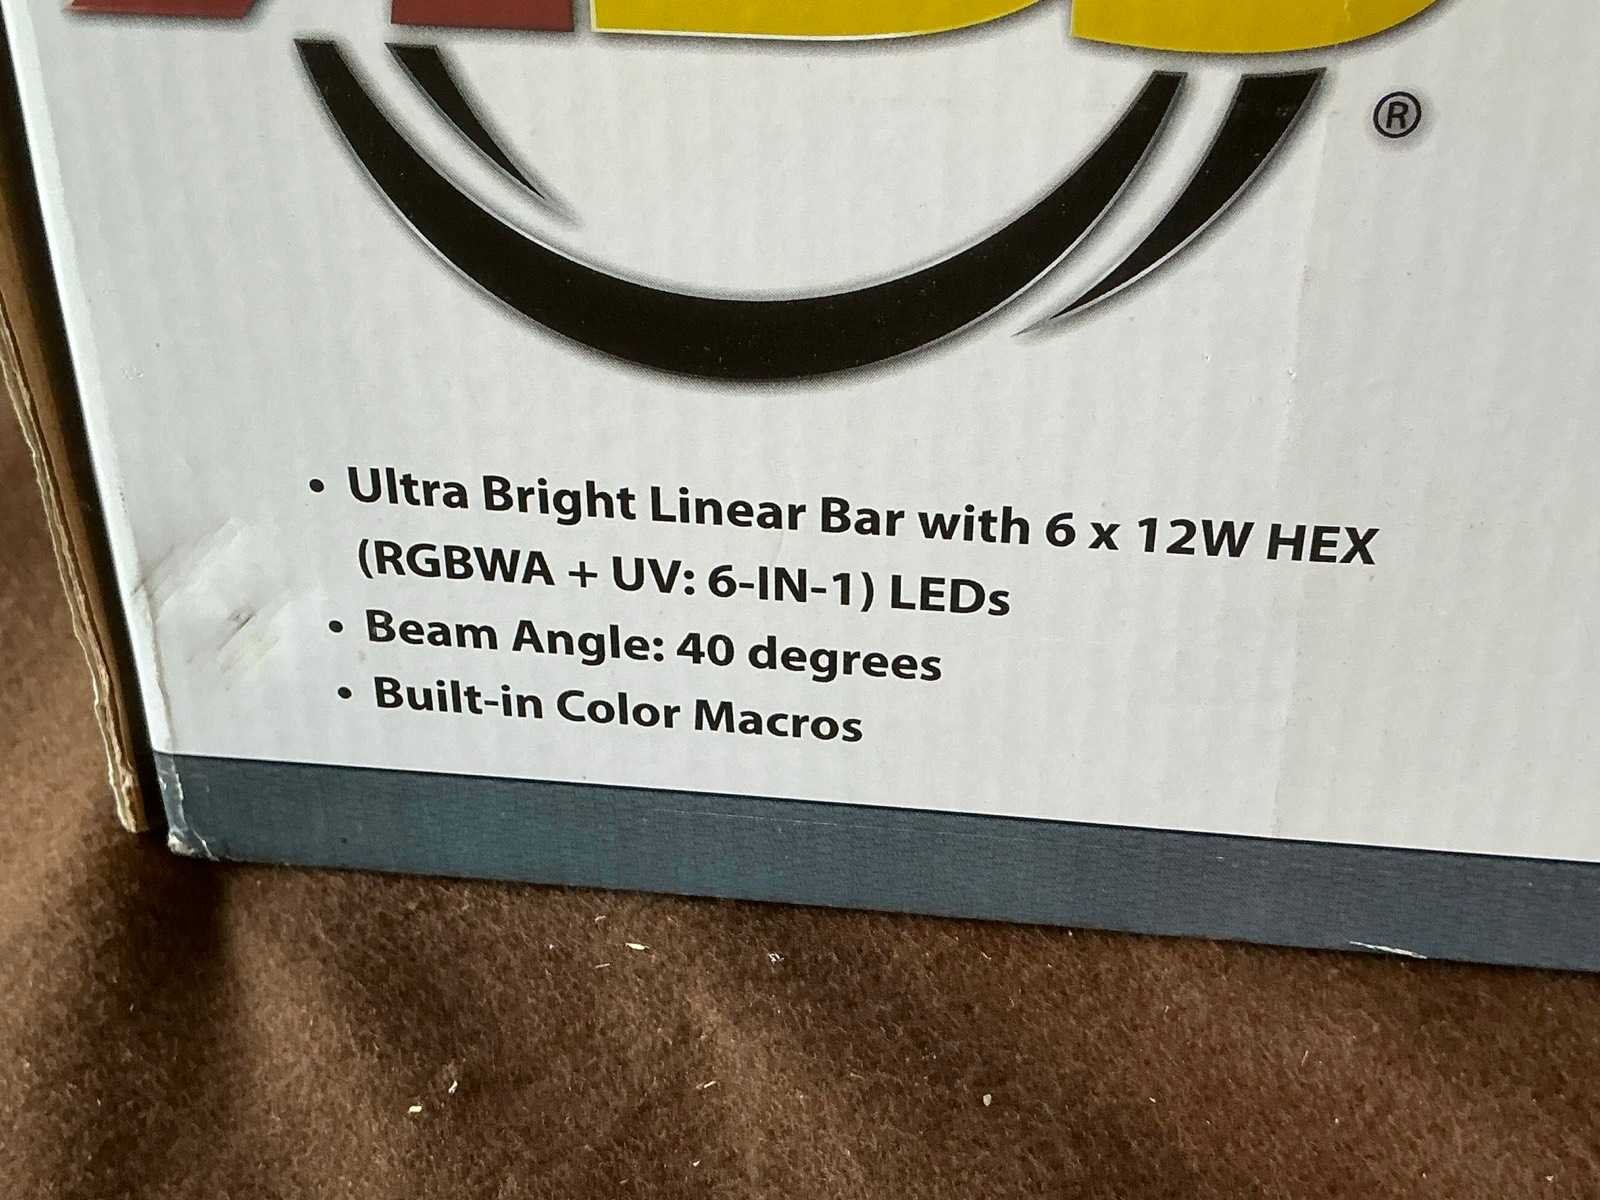 ®
• Ultra Bright Linear Bar with 6 x 12W HEX
(RGBWA + UV: 6-IN-1) LEDs
• Beam Angle: 40 degrees
• Built-in Color Macros